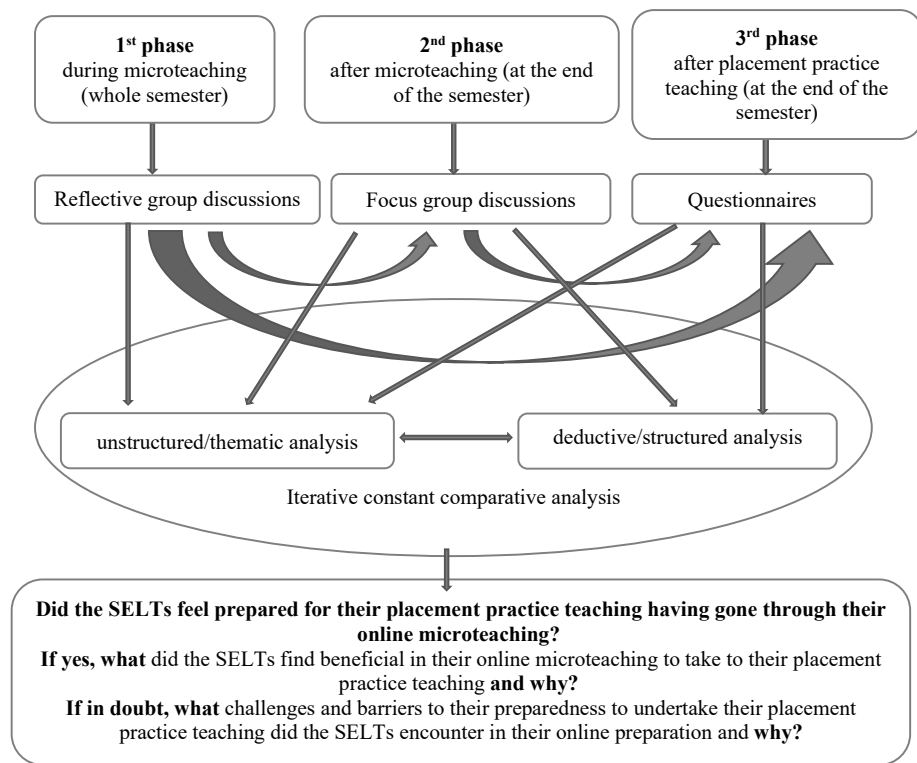 1st phase
during microteaching
(whole semester)
2nd phase
after microteaching (at the end
of the semester)
3rd phase
after placement practice
teaching (at the end of the
semester)
Reflective group discussions
Focus group discussions
Questionnaires
unstructured/thematic analysis
deductive/structured analysis
Iterative constant comparative analysis
Did the SELTs feel prepared for their placement practice teaching having gone through their
online microteaching?
If yes, what did the SELTs find beneficial in their online microteaching to take to their placement
practice teaching and why?
If in doubt, what challenges and barriers to their preparedness to undertake their placement
practice teaching did the SELTs encounter in their online preparation and why?